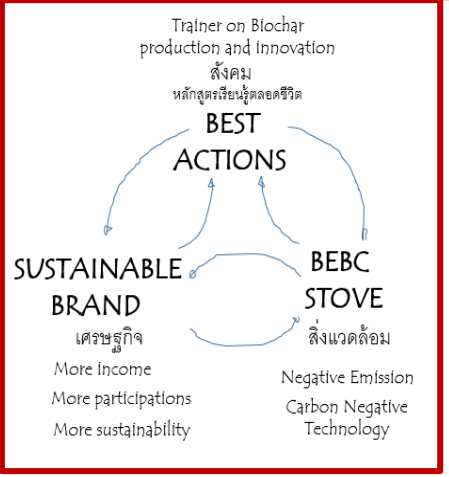 Trainer on Biochar
production and innovation
สังคม
หลักสูตรเรียนรู้ตลอดชีวิต
BEST
ACTIONS
SUSTAINABLE
BRAND
เศรษฐกิจ
More income
More participations
More sustainability
BEBC
STOVE
สิ่งแวดล้อม
Negative Emission
Carbon Negative
Technology